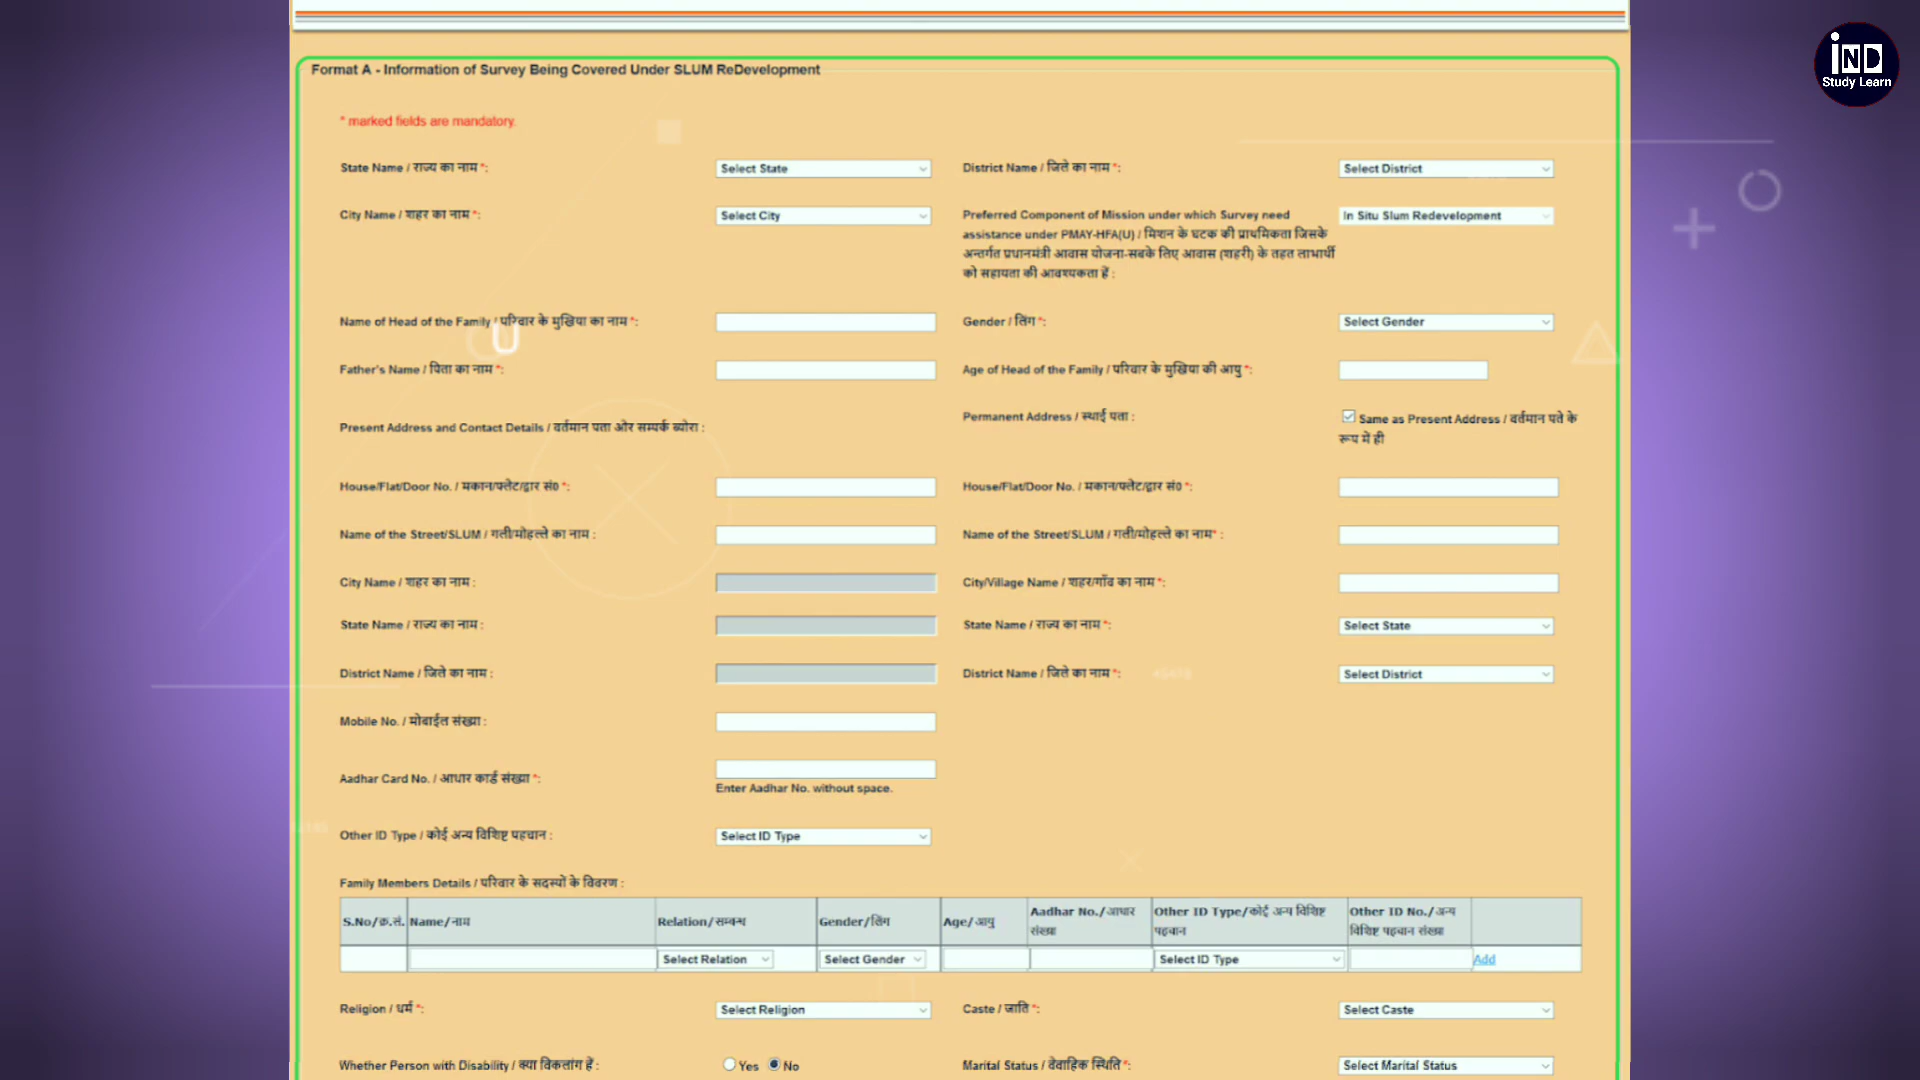 iND
Study Learn
Format A - Information of Survey Being Covered Under SLUM ReDevelopment
* marked fields are mandatory.
State Name / राज्य का नाम *: Select State District Name / जिले का नाम *: Select District
City Name / शहर का नाम *: Select City Preferred Component of Mission under which Survey need In Situ Slum Redevelopment
assistance under PMAY-HFA(U) / मिशन के घटक की प्राथमिकता जिसके
अन्तर्गत प्रधानमंत्री आवास योजना-सबके लिए आवास (शहरी) के तहत लाभार्थी
को सहायता की आवश्यकता हैं :
Name of Head of the Family / परिवार के मुखिया का नाम *: Gender / लिंग *: Select Gender
Father's Name / पिता का नाम *: Age of Head of the Family / परिवार के मुखिया की आयु *:
Present Address and Contact Details / वर्तमान पता और सम्पर्क ब्योरा : Permanent Address / स्थाई पता : Same as Present Address / वर्तमान पते के
रूप में ही
House/Flat/Door No. / मकान/फ्लेट/द्वार सं0 *: House/Flat/Door No. / मकान/फ्लेट/द्वार सं0 *:
Name of the Street/SLUM / गली/मोहल्ले का नाम : Name of the Street/SLUM / गली/मोहल्ले का नाम* :
City Name / शहर का नाम : City/Village Name / शहर/गाँव का नाम *:
State Name / राज्य का नाम : State Name / राज्य का नाम *: Select State
District Name / जिले का नाम : District Name / जिले का नाम *: Select District
Mobile No. / मोबाईल संख्या :
Aadhar Card No. / आधार कार्ड संख्या *:
Enter Aadhar No. without space.
Other ID Type / कोई अन्य विशिष्ट पहचान : Select ID Type
Family Members Details / परिवार के सदस्यों के विवरण :
S.No/क्र.सं. Name/नाम Relation/सम्बन्ध Gender/लिंग Age/आयु Aadhar No./आधार संख्या Other ID Type/कोई अन्य विशिष्ट पहचान Other ID No./अन्य विशिष्ट पहचान संख्या
Select Relation Select Gender Select ID Type Add
Religion / धर्म *: Select Religion Caste / जाति *: Select Caste
Whether Person with Disability / क्या विकलांग हैं : Yes No Marital Status / वैवाहिक स्थिति *: Select Marital Status